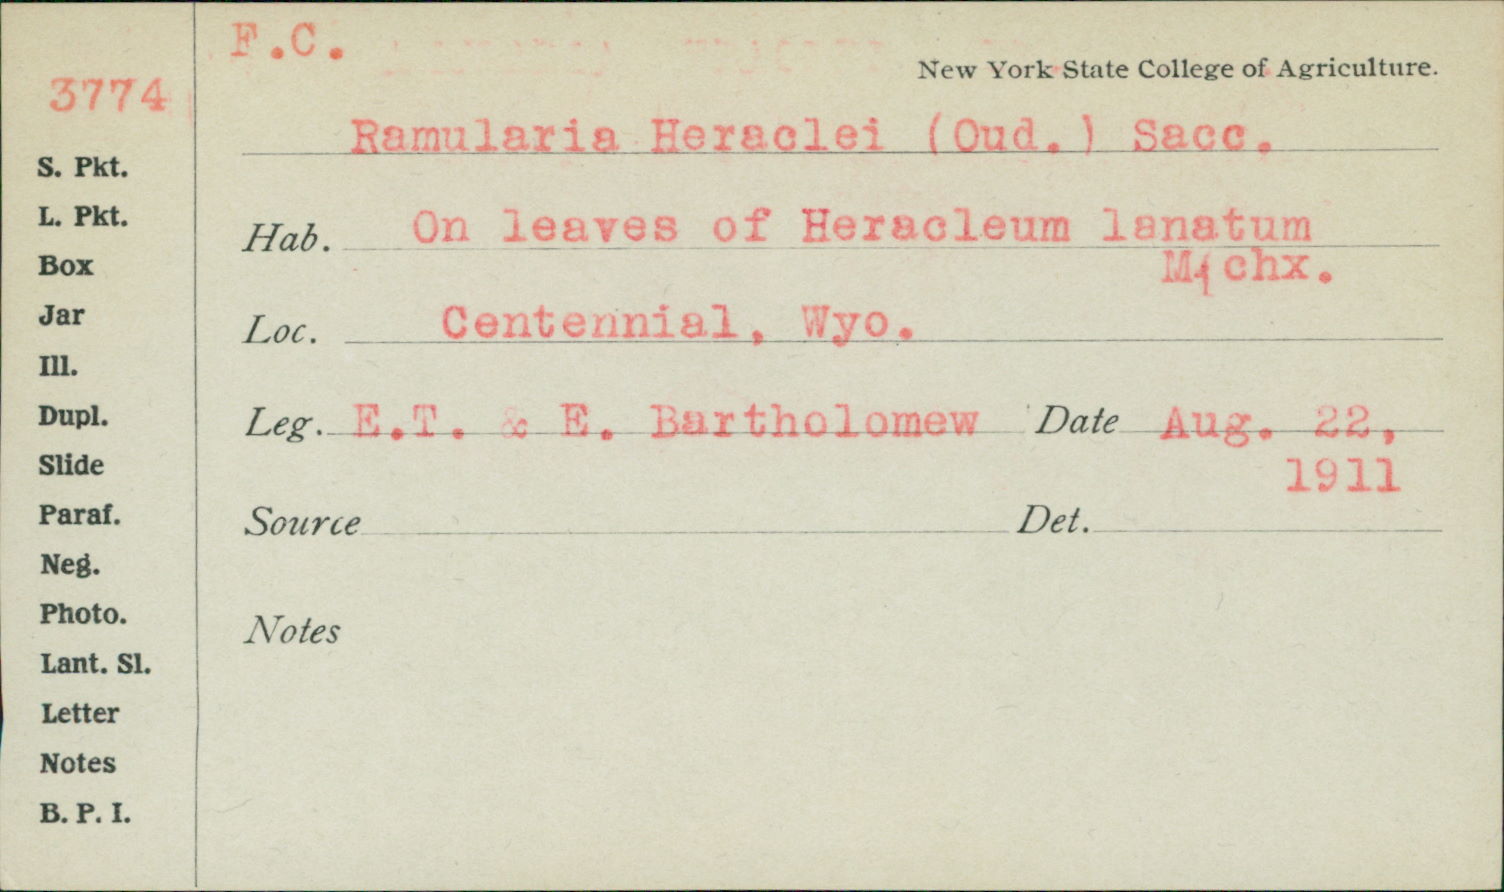 F.C.
New York State College of Agriculture.
3774
Ramularia Heraclei (Oud.) Sacc.
S. Pkt.
L. Pkt.
Box
Jar
Ill.
Dupl.
Slide
Paraf.
Neg.
Photo.
Lant. Sl.
Letter
Notes
B. P. I.
Hab. On leaves of Heracleum lanatum
Michx.
Loc. Centennial, Wyo.
Leg. E.T. & E. Bartholomew Date Aug. 22,
1911
Source Det.
Notes